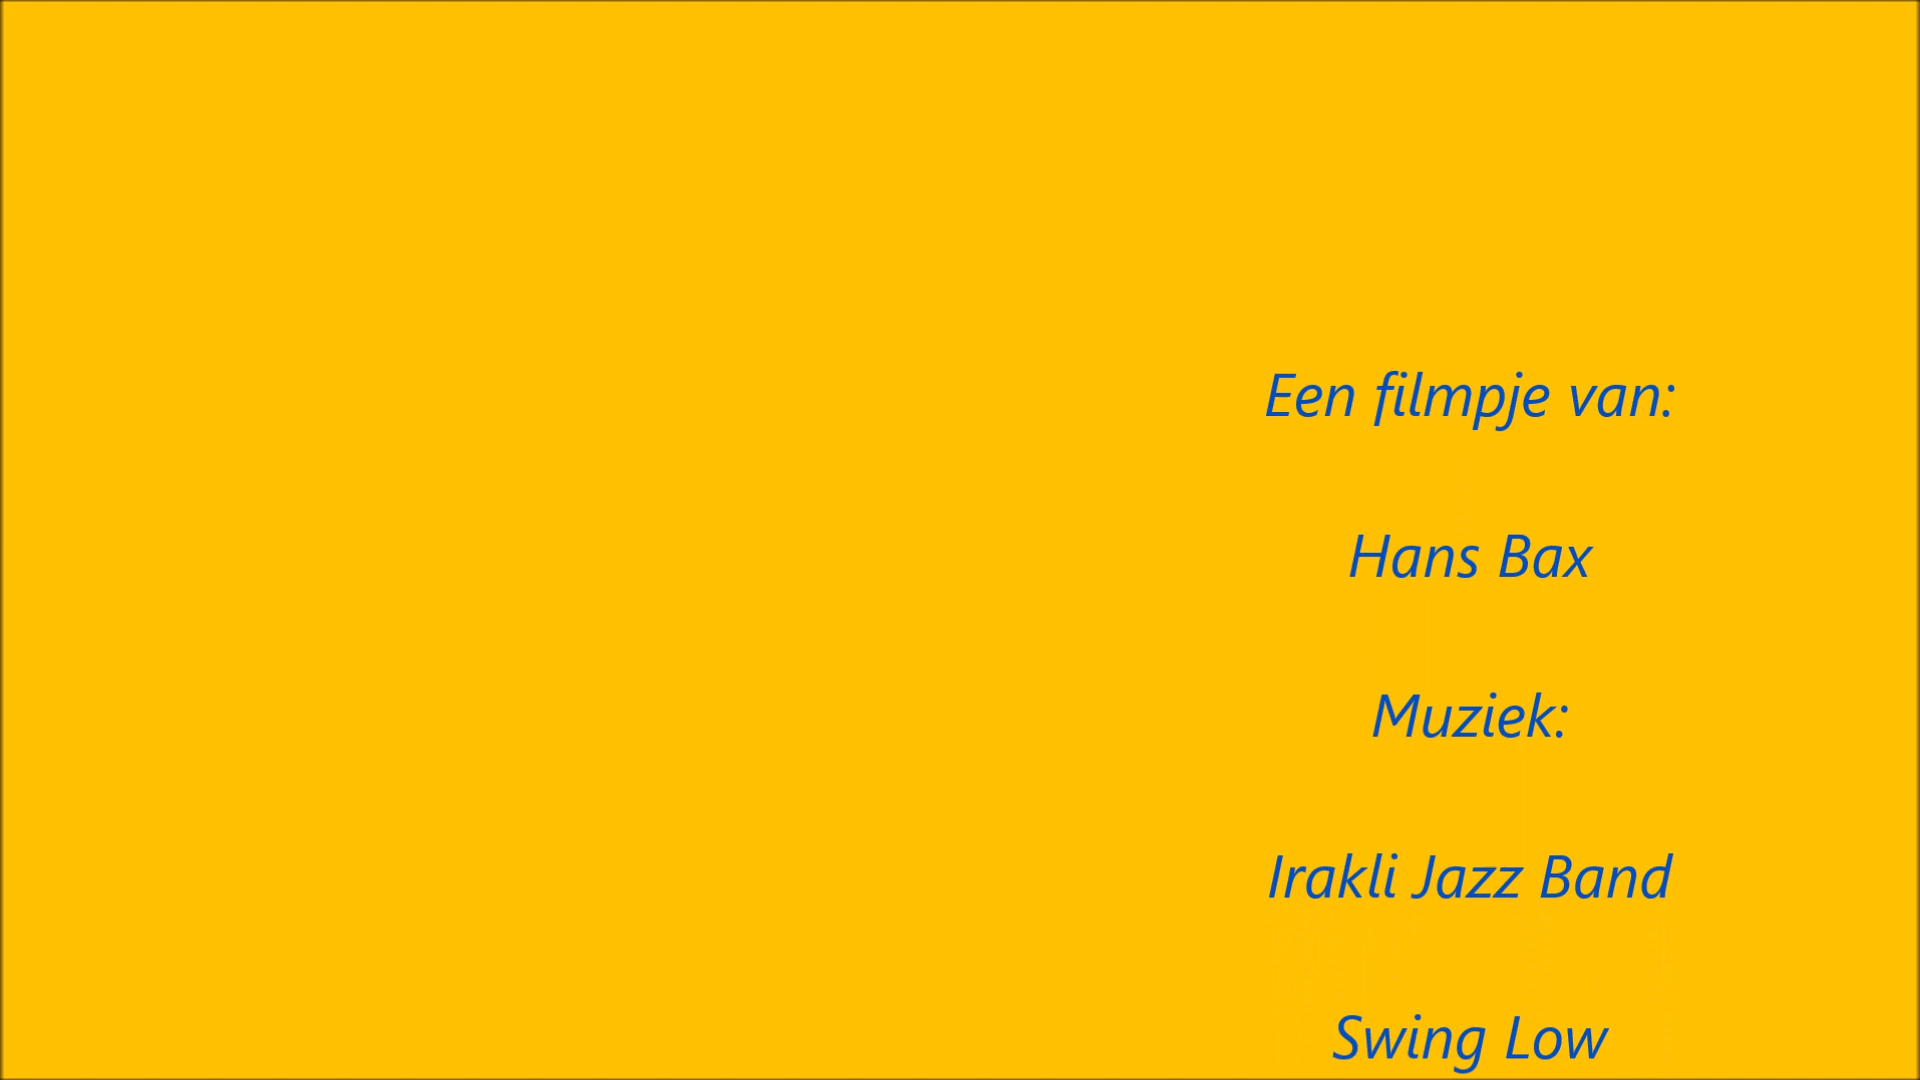 Een filmpje van:
Hans Bax
Muziek:
Irakli Jazz Band
Swing Low